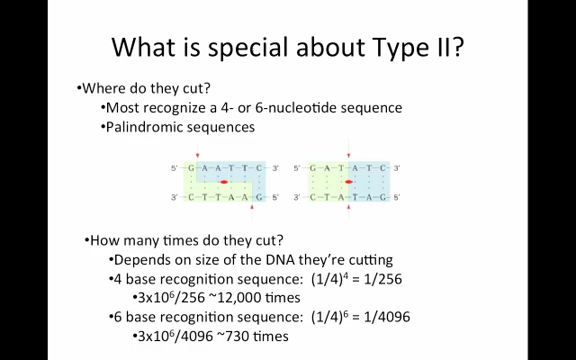 What is special about Type II?
•Where do they cut?
•Most recognize a 4- or 6-nucleotide sequence
•Palindromic sequences
5′ G A A T T C 3′
3′ C T T A A G 5′
5′ G A T A T C 3′
3′ C T A T A G 5′
•How many times do they cut?
•Depends on size of the DNA they're cutting
•4 base recognition sequence: (1/4)⁴ = 1/256
•3x10⁶/256 ~12,000 times
•6 base recognition sequence: (1/4)⁶ = 1/4096
•3x10⁶/4096 ~730 times